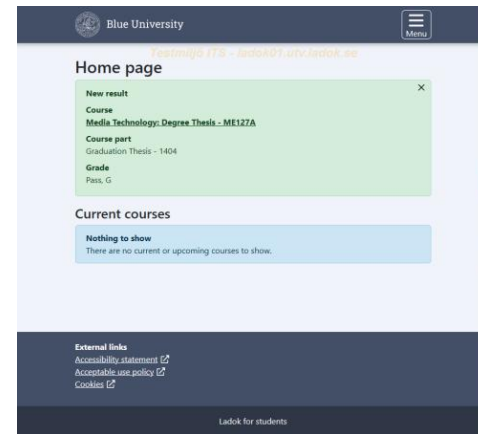 Blue University
Menu
Testmiljö ITS - ladok01.utv.ladok.se
Home page
New result
Course
Media Technology: Degree Thesis - ME127A
Course part
Graduation Thesis - 1404
Grade
Pass, G
Current courses
Nothing to show
There are no current or upcoming courses to show.
External links
Accessibility statement
Acceptable use policy
Cookies
Ladok for students